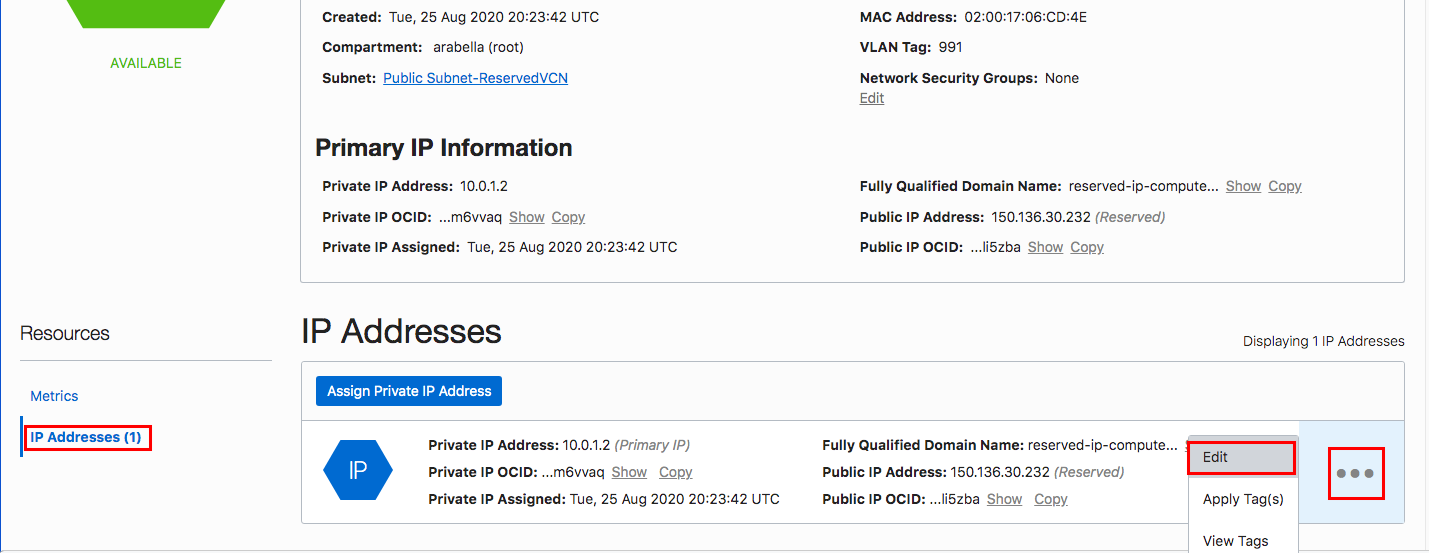 AVAILABLE
Created: Tue, 25 Aug 2020 20:23:42 UTC
Compartment: arabella (root)
Subnet: Public Subnet-ReservedVCN
MAC Address: 02:00:17:06:CD:4E
VLAN Tag: 991
Network Security Groups: None
Edit
Primary IP Information
Private IP Address: 10.0.1.2
Private IP OCID: ...m6vvaq Show Copy
Private IP Assigned: Tue, 25 Aug 2020 20:23:42 UTC
Fully Qualified Domain Name: reserved-ip-compute... Show Copy
Public IP Address: 150.136.30.232 (Reserved)
Public IP OCID: ...li5zba Show Copy
Resources
Metrics
IP Addresses (1)
IP Addresses
Displaying 1 IP Addresses
Assign Private IP Address
IP
Private IP Address: 10.0.1.2 (Primary IP)
Private IP OCID: ...m6vvaq Show Copy
Private IP Assigned: Tue, 25 Aug 2020 20:23:42 UTC
Fully Qualified Domain Name: reserved-ip-compute...
Public IP Address: 150.136.30.232 (Reserved)
Public IP OCID: ...li5zba Show Copy
Edit
Apply Tag(s)
View Tags